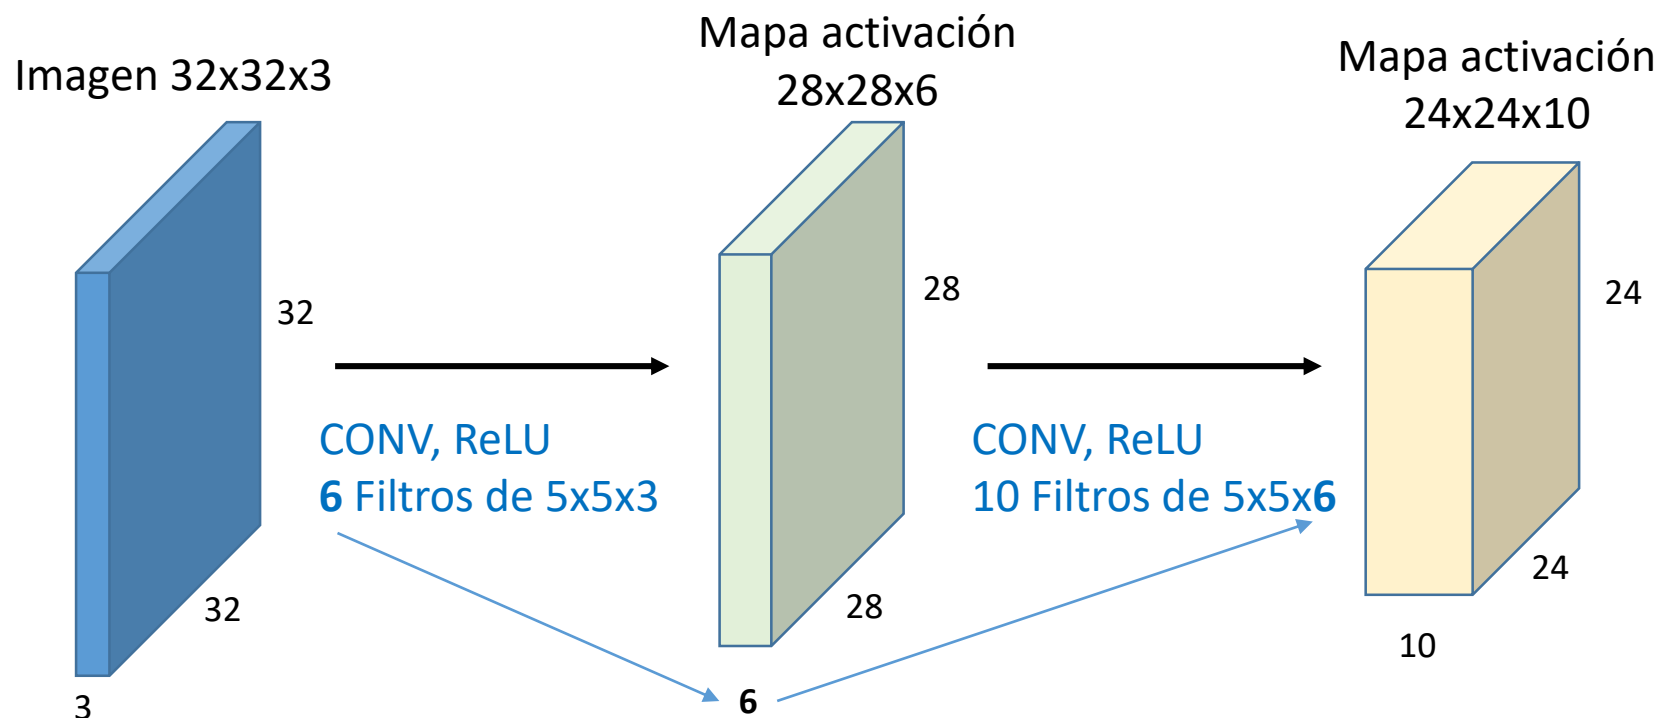 Imagen 32x32x3
32
32
3
CONV, ReLU
6 Filtros de 5x5x3
Mapa activación
28x28x6
28
28
6
CONV, ReLU
10 Filtros de 5x5x6
Mapa activación
24x24x10
24
24
10